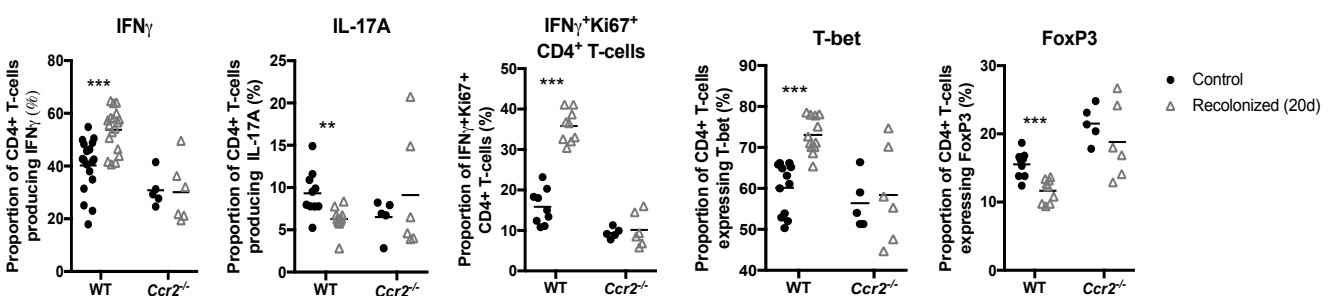 IFNγ
Proportion of CD4+ T-cells
producing IFNγ (%)
80
60
40
20
0
***
WT
Ccr2-/-
IL-17A
Proportion of CD4+ T-cells
producing IL-17A (%)
25
20
15
10
5
0
**
WT
Ccr2-/-
IFNγ+Ki67+
CD4+ T-cells
Proportion of IFNγ+Ki67+
CD4+ T-cells (%)
50
40
30
20
10
0
***
WT
Ccr2-/-
T-bet
Proportion of CD4+ T-cells
expressing T-bet (%)
90
80
70
60
50
40
***
WT
Ccr2-/-
FoxP3
Proportion of CD4+ T-cells
expressing FoxP3 (%)
30
20
10
0
***
WT
Ccr2-/-
Control
Recolonized (20d)